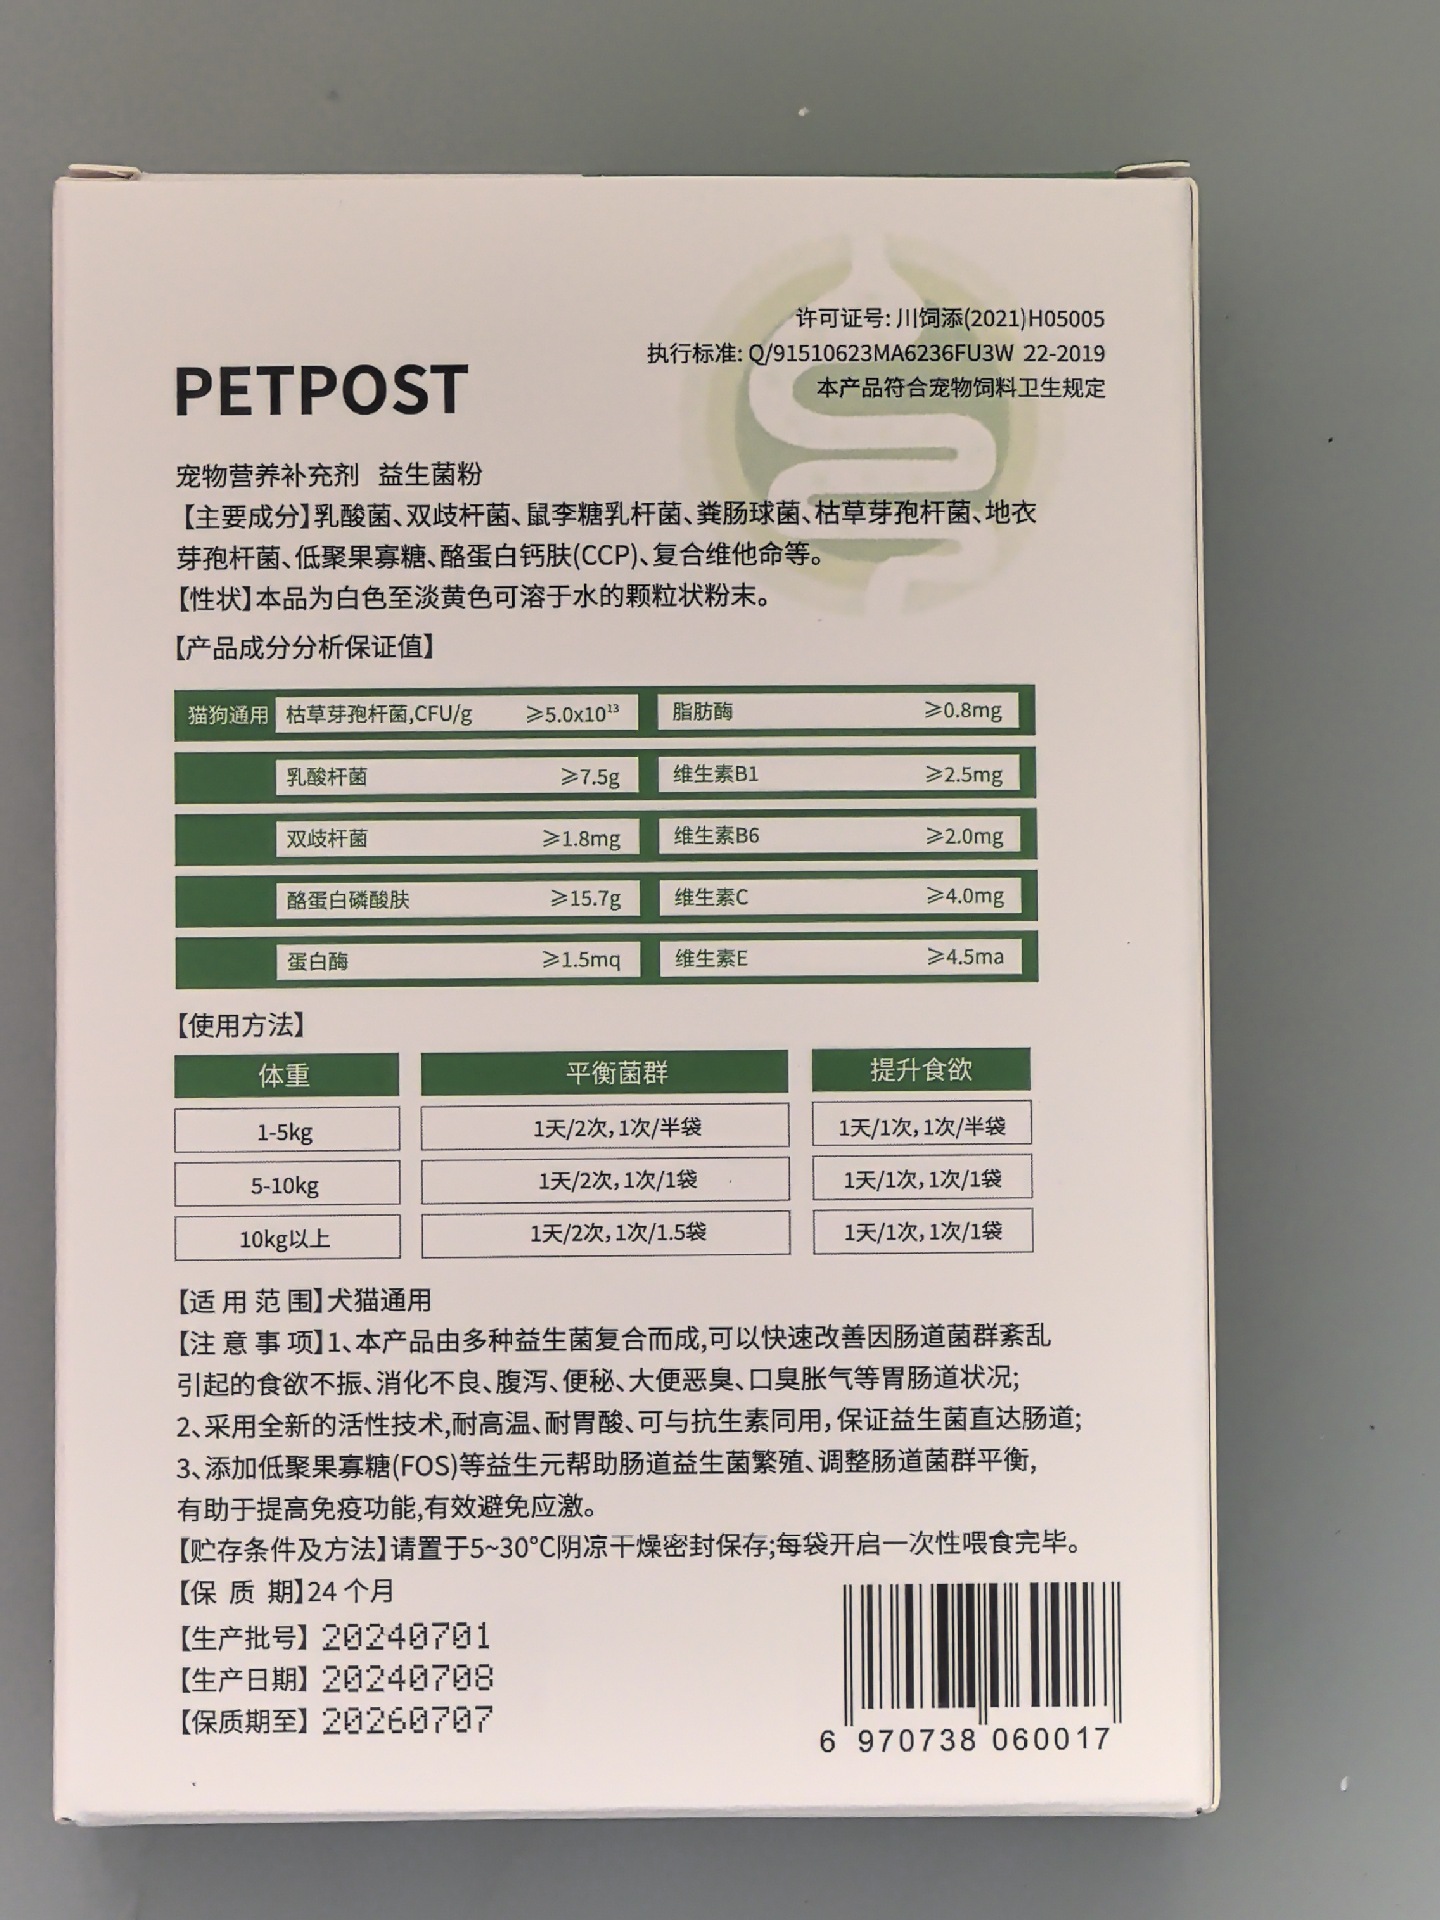 许可证号: 川饲添(2021)H05005
执行标准: Q/91510623MA6236FU3W 22-2019
本产品符合宠物饲料卫生规定
PETPOST
宠物营养补充剂 益生菌粉
【主要成分】乳酸菌、双歧杆菌、鼠李糖乳杆菌、粪肠球菌、枯草芽孢杆菌、地衣
芽孢杆菌、低聚果寡糖、酪蛋白钙肤(CCP)、复合维他命等。
【性状】本品为白色至淡黄色可溶于水的颗粒状粉末。
【产品成分分析保证值】
猫狗通用 枯草芽孢杆菌,CFU/g ≥5.0x10¹³ 脂肪酶 ≥0.8mg
乳酸杆菌 ≥7.5g 维生素B1 ≥2.5mg
双歧杆菌 ≥1.8mg 维生素B6 ≥2.0mg
酪蛋白磷酸肤 ≥15.7g 维生素C ≥4.0mg
蛋白酶 ≥1.5mq 维生素E ≥4.5ma
【使用方法】
体重 平衡菌群 提升食欲
1-5kg 1天/2次,1次/半袋 1天/1次,1次/半袋
5-10kg 1天/2次,1次/1袋 1天/1次,1次/1袋
10kg以上 1天/2次,1次/1.5袋 1天/1次,1次/1袋
【适 用 范 围】犬猫通用
【注 意 事 项】1、本产品由多种益生菌复合而成,可以快速改善因肠道菌群紊乱
引起的食欲不振、消化不良、腹泻、便秘、大便恶臭、口臭胀气等胃肠道状况;
2、采用全新的活性技术,耐高温、耐胃酸、可与抗生素同用,保证益生菌直达肠道;
3、添加低聚果寡糖(FOS)等益生元帮助肠道益生菌繁殖、调整肠道菌群平衡,
有助于提高免疫功能,有效避免应激。
【贮存条件及方法】请置于5~30℃阴凉干燥密封保存;每袋开启一次性喂食完毕。
【保 质 期】24 个月
【生产批号】20240701
【生产日期】20240708
【保质期至】20260707
6 970738 060017